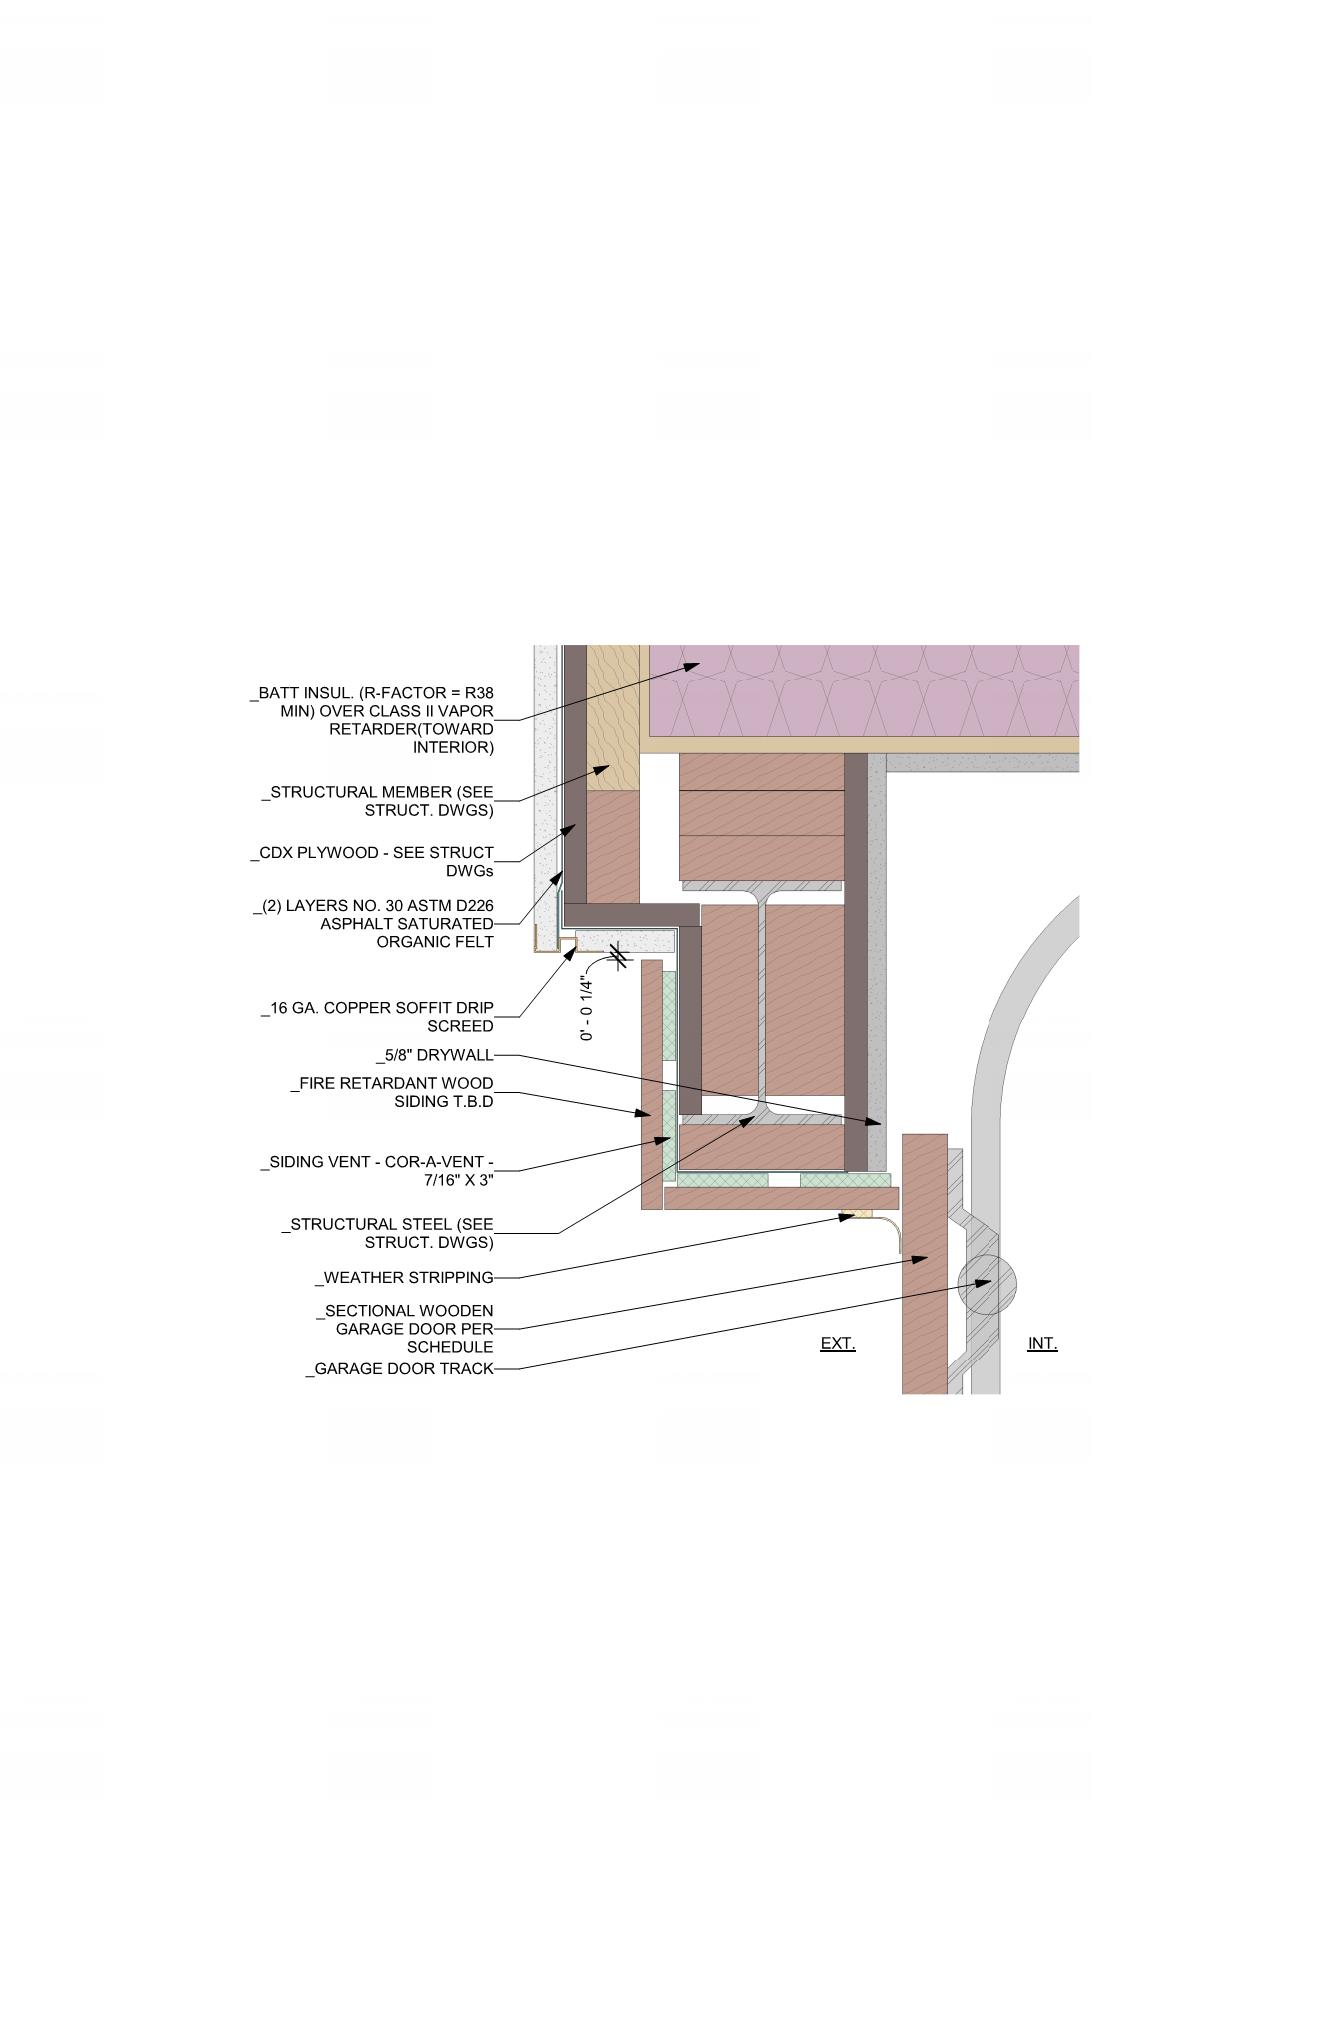 _BATT INSUL. (R-FACTOR = R38
MIN) OVER CLASS II VAPOR
RETARDER(TOWARD
INTERIOR)
_STRUCTURAL MEMBER (SEE
STRUCT. DWGS)
_CDX PLYWOOD - SEE STRUCT
DWGs
_(2) LAYERS NO. 30 ASTM D226
ASPHALT SATURATED
ORGANIC FELT
0' - 0 1/4"
_16 GA. COPPER SOFFIT DRIP
SCREED
_5/8" DRYWALL
_FIRE RETARDANT WOOD
SIDING T.B.D
_SIDING VENT - COR-A-VENT -
7/16" X 3"
_STRUCTURAL STEEL (SEE
STRUCT. DWGS)
_WEATHER STRIPPING
_SECTIONAL WOODEN
GARAGE DOOR PER
SCHEDULE
_GARAGE DOOR TRACK
EXT.
INT.